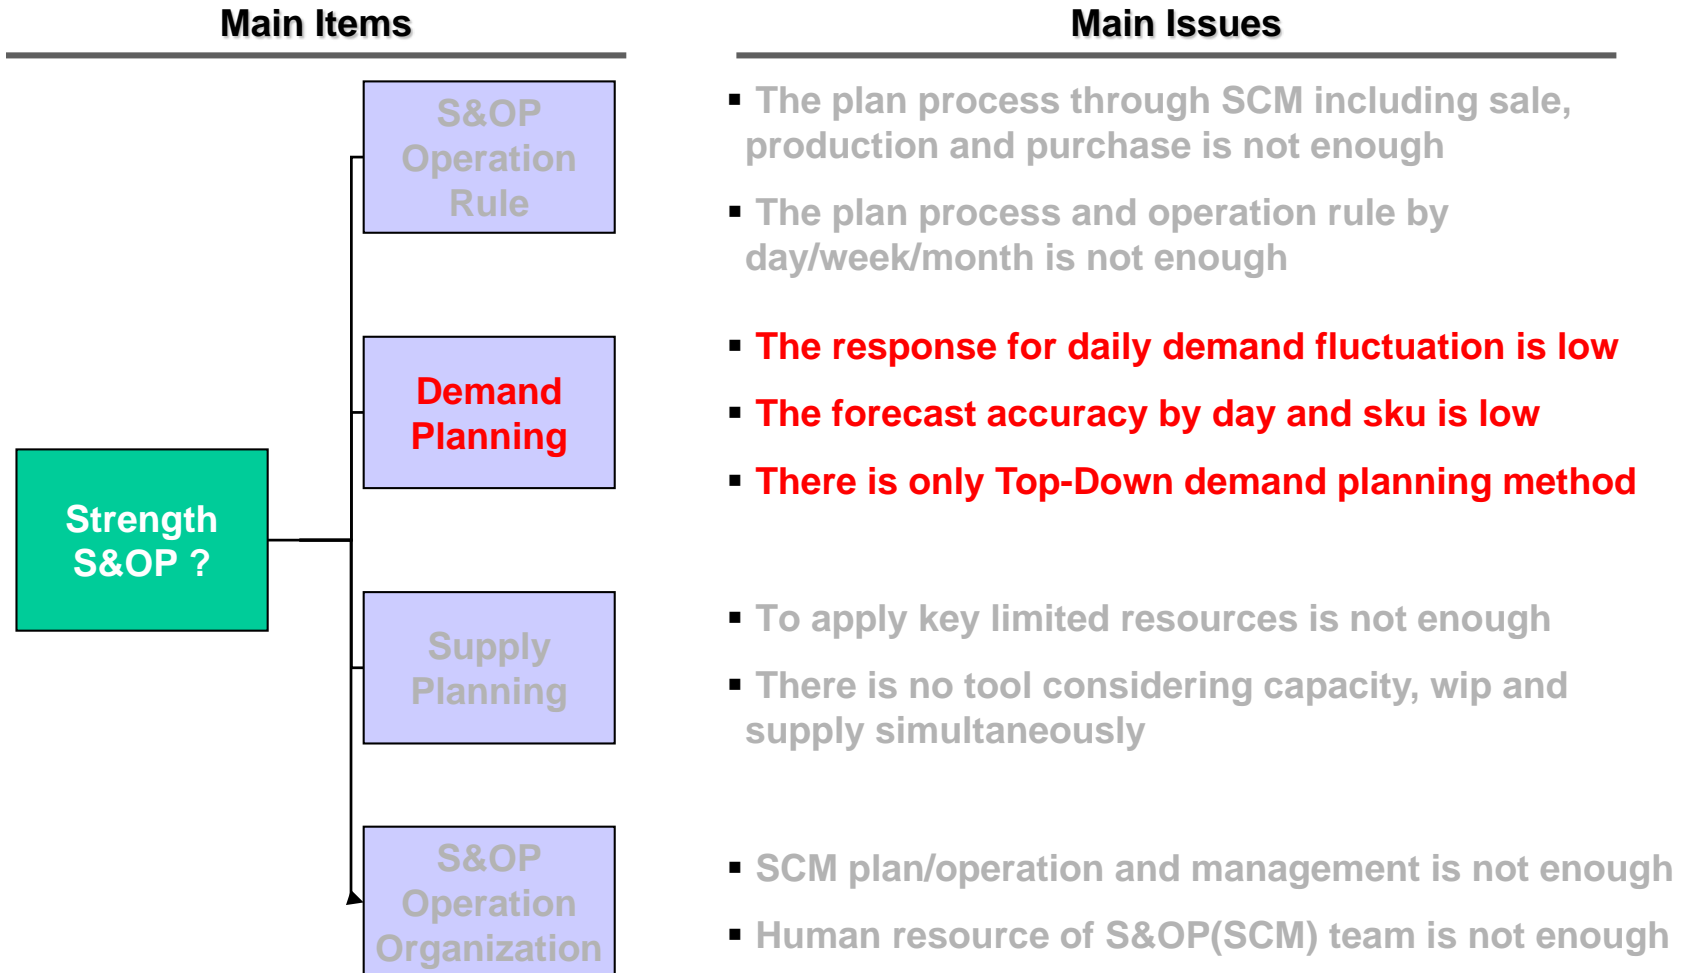 Main Items
Main Issues
Strength
S&OP ?
S&OP
Operation
Rule
▪ The plan process through SCM including sale,
production and purchase is not enough
▪ The plan process and operation rule by
day/week/month is not enough
Demand
Planning
▪ The response for daily demand fluctuation is low
▪ The forecast accuracy by day and sku is low
▪ There is only Top-Down demand planning method
Supply
Planning
▪ To apply key limited resources is not enough
▪ There is no tool considering capacity, wip and
supply simultaneously
S&OP
Operation
Organization
▪ SCM plan/operation and management is not enough
▪ Human resource of S&OP(SCM) team is not enough